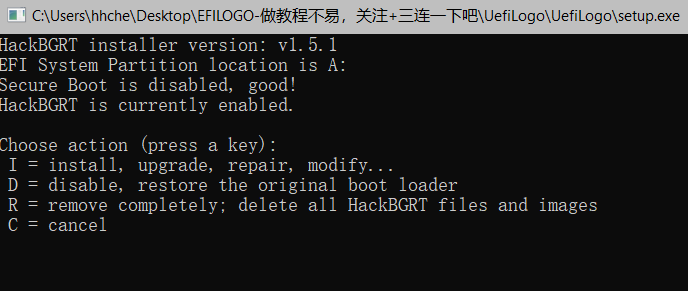 C:\Users\hhche\Desktop\EFILOGO-做教程不易，关注+三连一下吧\UefiLogo\UefiLogo\setup.exe
HackBGRT installer version: v1.5.1
EFI System Partition location is A:
Secure Boot is disabled, good!
HackBGRT is currently enabled.
Choose action (press a key):
I = install, upgrade, repair, modify...
D = disable, restore the original boot loader
R = remove completely; delete all HackBGRT files and images
C = cancel